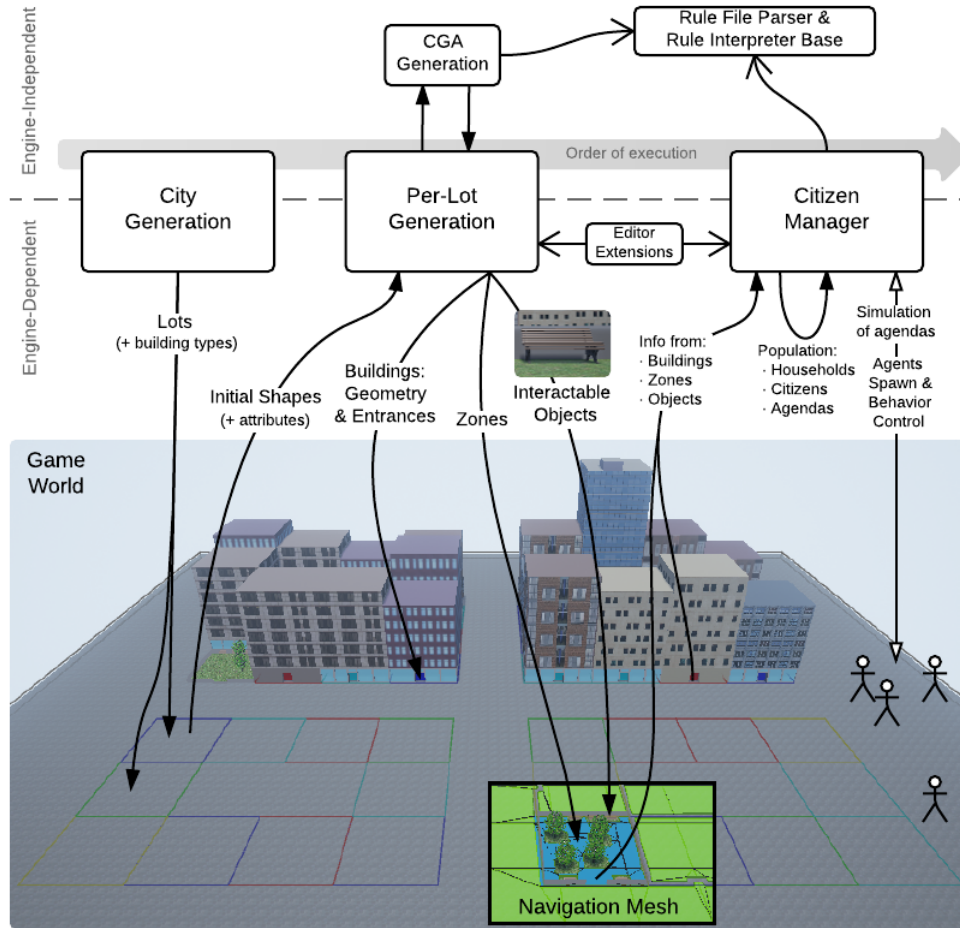 Engine-Independent
Engine-Dependent
CGA
Generation
Rule File Parser &
Rule Interpreter Base
Order of execution
City
Generation
Per-Lot
Generation
Editor
Extensions
Citizen
Manager
Lots
(+ building types)
Initial Shapes
(+ attributes)
Buildings:
Geometry
& Entrances
Zones
Interactable
Objects
Info from:
· Buildings
· Zones
· Objects
Population:
· Households
· Citizens
· Agendas
Simulation
of agendas
Agents
Spawn &
Behavior
Control
Game
World
Navigation Mesh